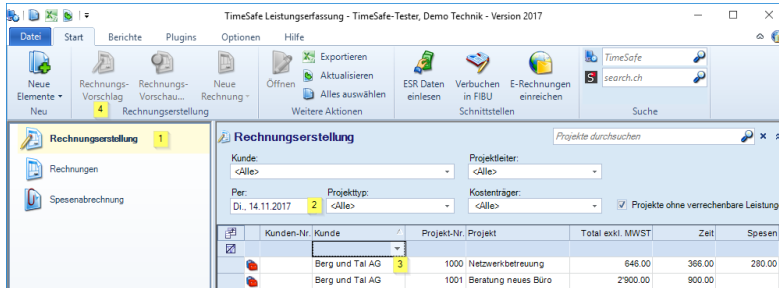 TimeSafe Leistungserfassung - TimeSafe-Tester, Demo Technik - Version 2017
Datei Start Berichte Plugins Optionen Hilfe
Neue Elemente
Rechnungs-Vorschlag
Rechnungs-Vorschau...
Neue Rechnung
Öffnen
Exportieren
Aktualisieren
Alles auswählen
ESR Daten einlesen
Verbuchen in FIBU
E-Rechnungen einreichen
TimeSafe
search.ch
Neu 4 Rechnungserstellung Weitere Aktionen Schnittstellen Suche
Rechnungserstellung 1
Rechnungen
Spesenabrechnung
Rechnungserstellung Projekte durchsuchen
Kunde: Projektleiter:
<Alle> <Alle>
Per: Projekttyp: Kostenträger:
Di., 14.11.2017 2 <Alle> <Alle> Projekte ohne verrechenbare Leistung
Kunden-Nr. Kunde Projekt-Nr. Projekt Total exkl. MWST Zeit Spesen
Berg und Tal AG 3 1000 Netzwerkbetreuung 646.00 366.00 280.00
Berg und Tal AG 1001 Beratung neues Büro 2'900.00 900.00